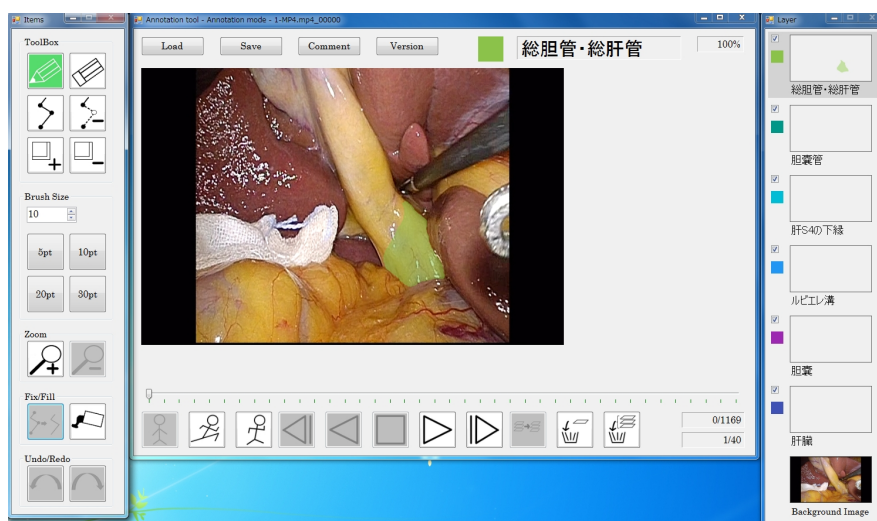 Items
ToolBox
Brush Size
10
5pt
10pt
20pt
30pt
Zoom
Fix/Fill
Undo/Redo
Annotation tool - Annotation mode - 1-MP4.mp4_00000
Load
Save
Comment
Version
総胆管・総肝管
100%
0/1169
1/40
Layer
総胆管・総肝管
胆嚢管
肝S4の下縁
ルビエレ溝
胆嚢
肝臓
Background Image